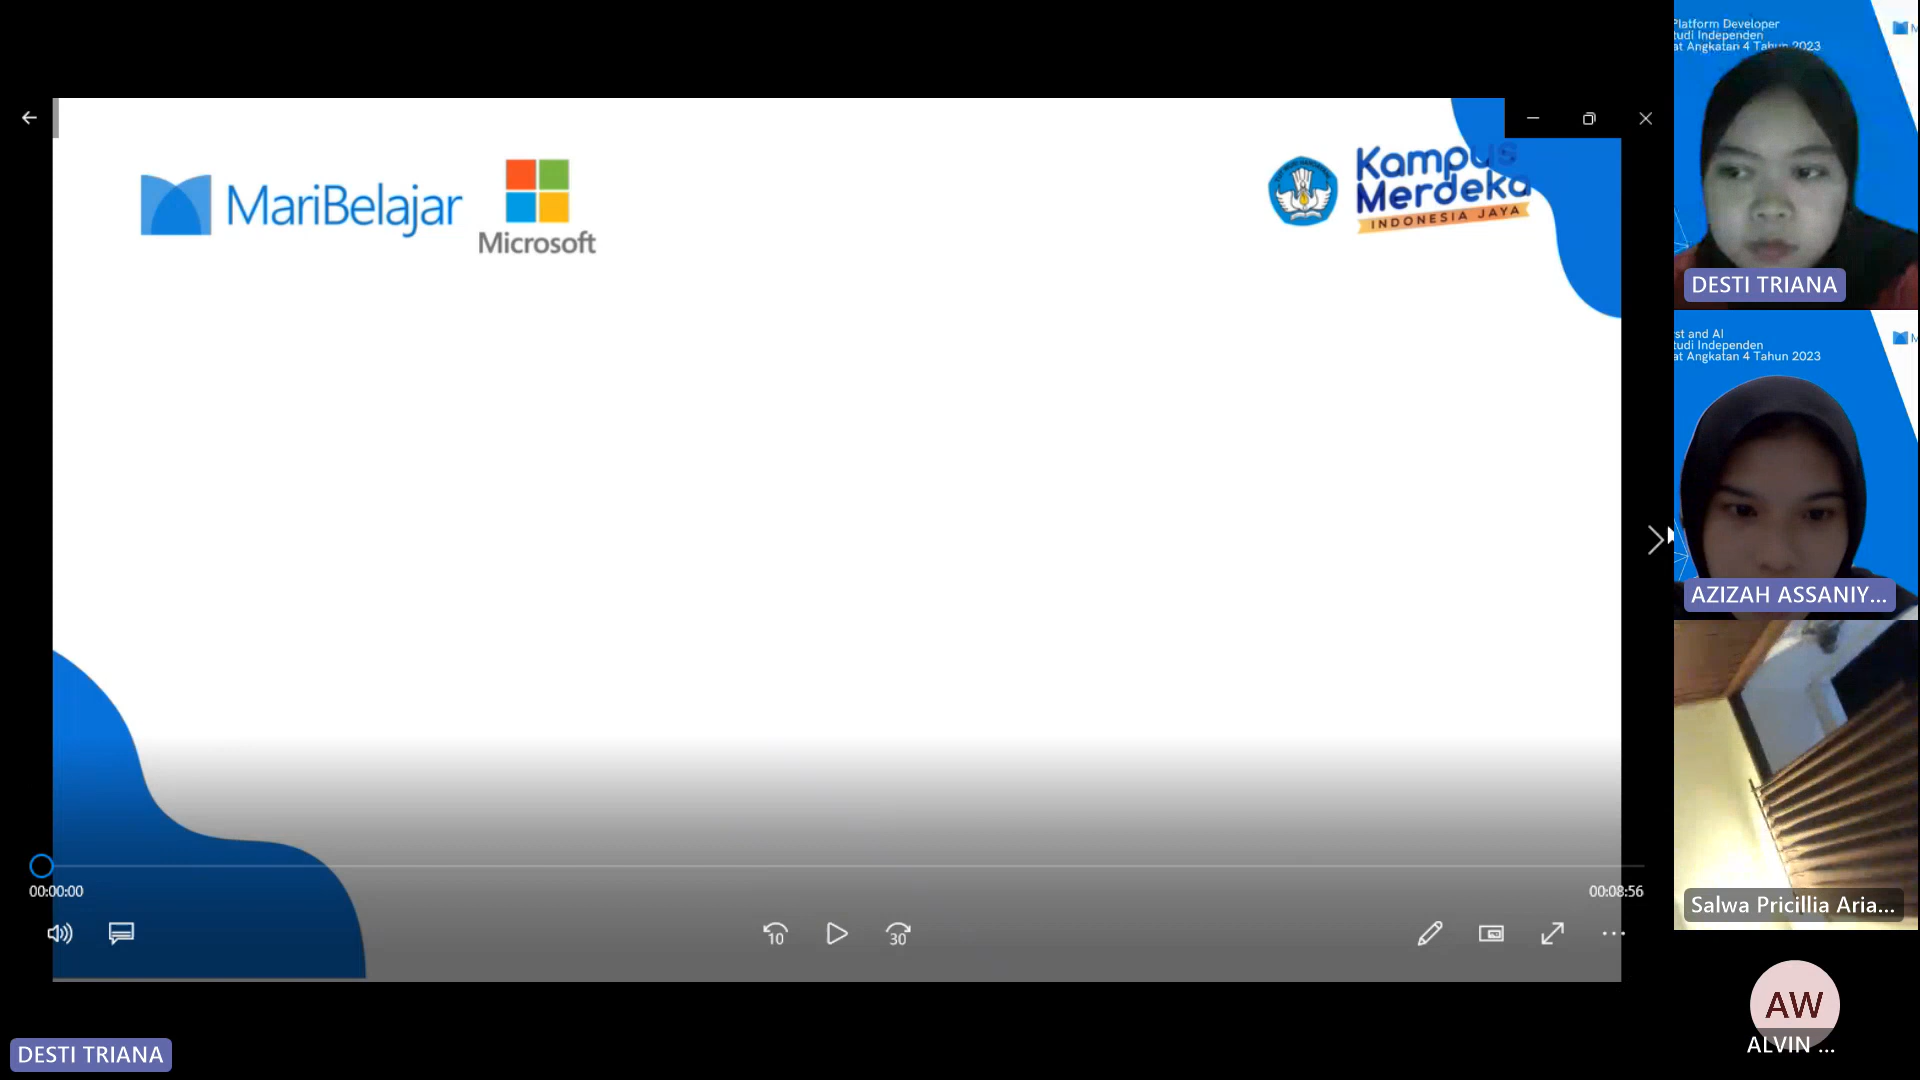 MariBelajar
Microsoft
Kampus
Merdeka
INDONESIA JAYA
00:00:00
00:08:56
10
30
DESTI TRIANA
Platform Developer
tudi Independen
at Angkatan 4 Tahun 2023
M
DESTI TRIANA
st and AI
tudi Independen
at Angkatan 4 Tahun 2023
M
AZIZAH ASSANIY...
Salwa Pricillia Aria...
AW
ALVIN ...